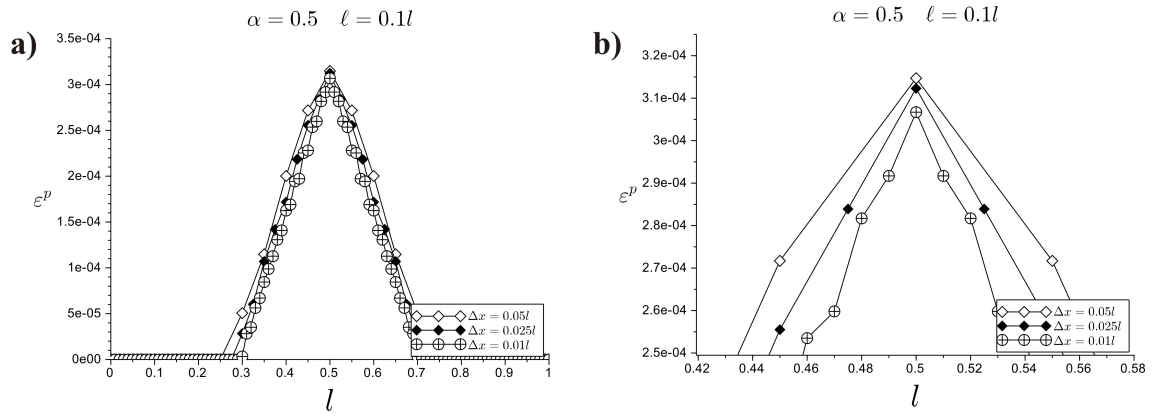 α = 0.5 ℓ = 0.1l
a)
3.5e-04
3e-04
2.5e-04
2e-04
1.5e-04
1e-04
5e-05
0e00
εᵖ
0 0.1 0.2 0.3 0.4 0.5 0.6 0.7 0.8 0.9 1
l
Δx = 0.05l
Δx = 0.025l
Δx = 0.01l
α = 0.5 ℓ = 0.1l
b)
3.2e-04
3.1e-04
3e-04
2.9e-04
2.8e-04
2.7e-04
2.6e-04
2.5e-04
εᵖ
0.42 0.44 0.46 0.48 0.5 0.52 0.54 0.56 0.58
l
Δx = 0.05l
Δx = 0.025l
Δx = 0.01l